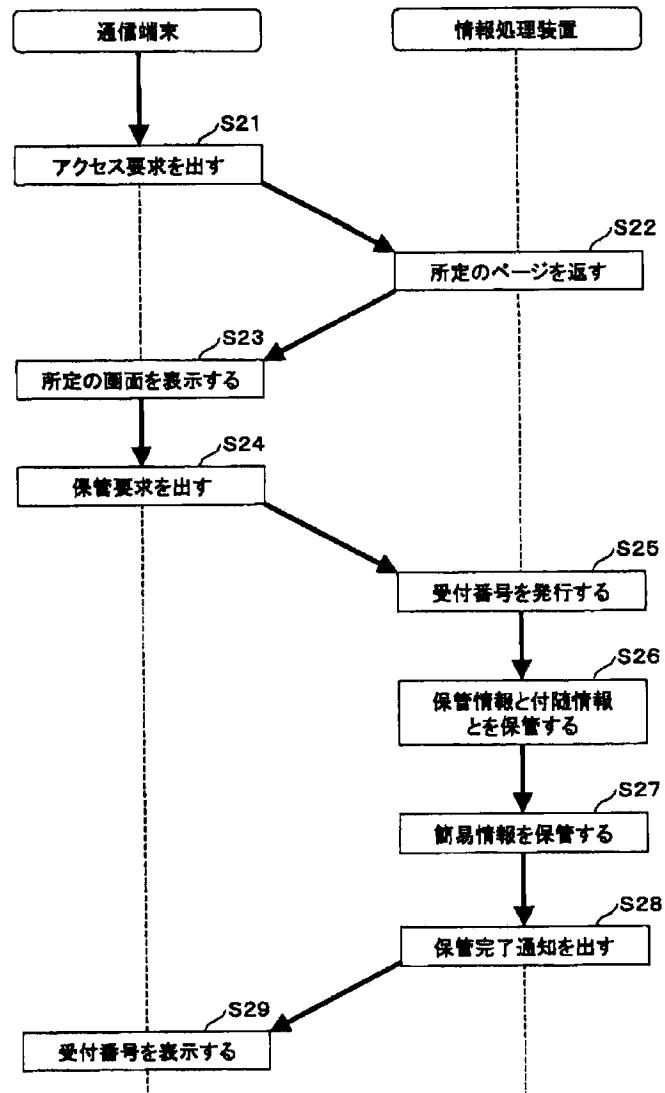 通信端末
情報処理装置
S21
アクセス要求を出す
S22
所定のページを返す
S23
所定の画面を表示する
S24
保管要求を出す
S25
受付番号を発行する
S26
保管情報と付随情報
とを保管する
S27
簡易情報を保管する
S28
保管完了通知を出す
S29
受付番号を表示する